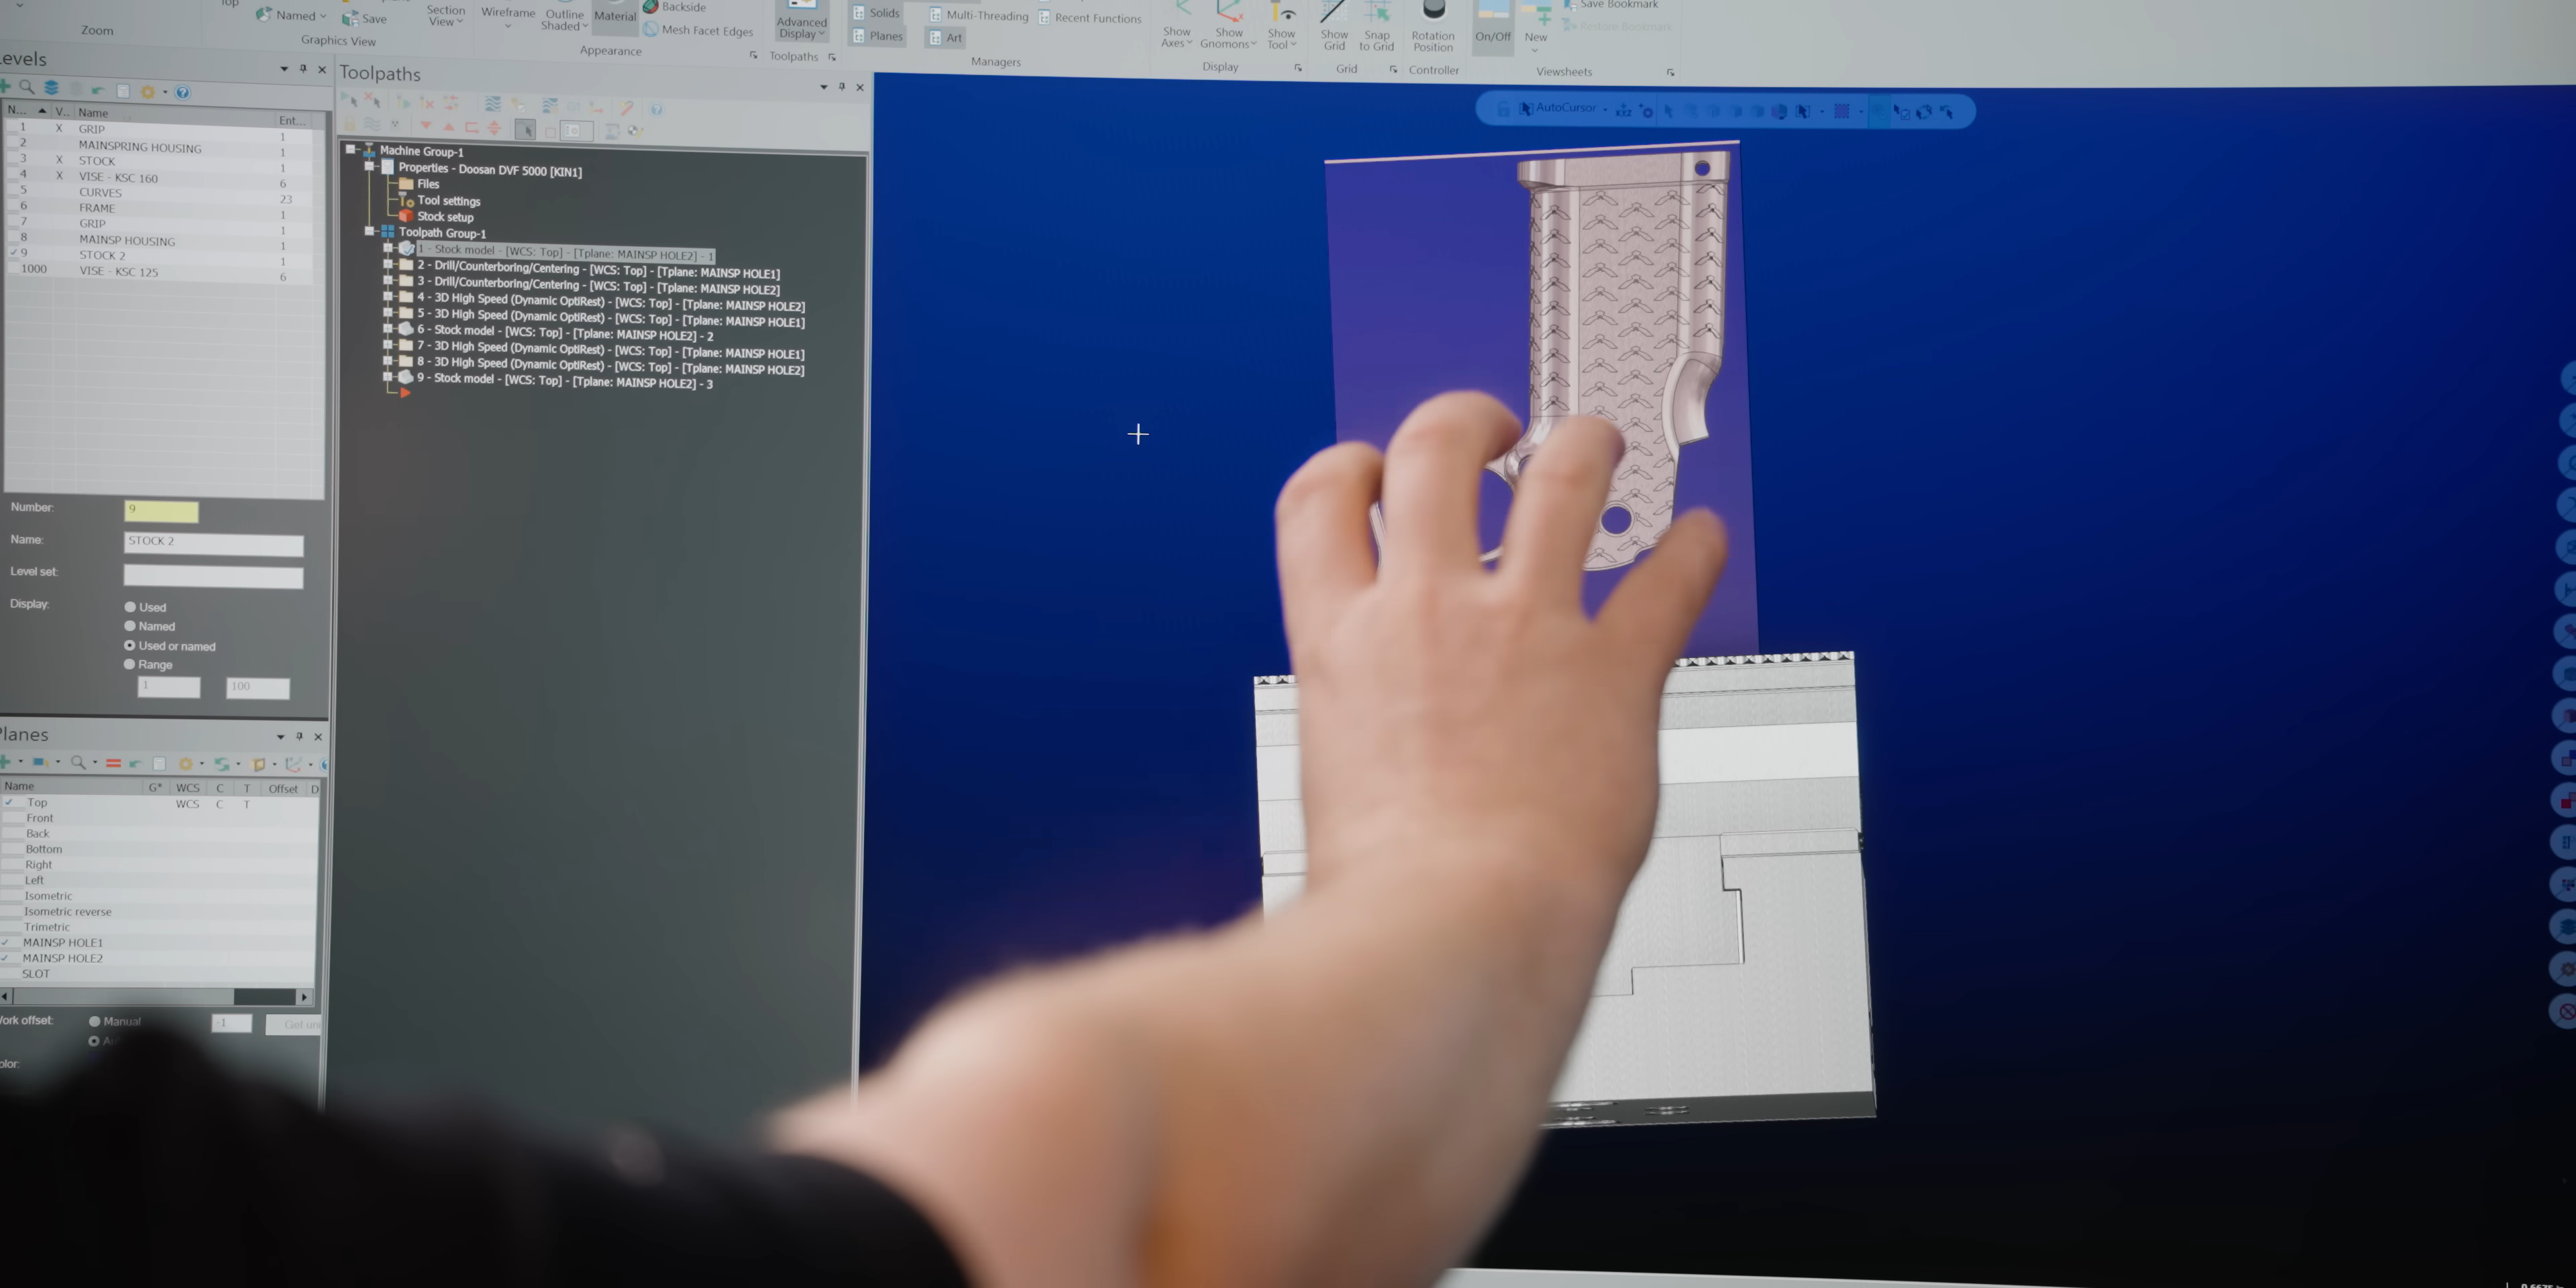 Zoom
Named
Save
Graphics View
Section
View
Wireframe
Outline
Shaded
Material
Backside
Mesh Facet Edges
Appearance
Advanced
Display
Toolpaths
Solids
Planes
Multi-Threading
Art
Recent Functions
Managers
Show
Axes
Show
Gnomons
Show
Tool
Display
Show
Grid
Snap
to Grid
Grid
Rotation
Position
Controller
On/Off
New
Save Bookmark
Restore Bookmark
Viewsheets
AutoCursor
evels
N... V.. Name Ent...
1 X GRIP 1
2 MAINSPRING HOUSING 1
3 X STOCK 1
4 X VISE - KSC 160 6
5 CURVES 23
6 FRAME 1
7 GRIP 1
8 MAINSP HOUSING 1
9 STOCK 2 1
1000 VISE - KSC 125 6
Number: 9
Name: STOCK 2
Level set:
Display: Used
Named
Used or named
Range
1 100
Planes
Name G* WCS C T Offset D
Top WCS C T
Front
Back
Bottom
Right
Left
Isometric
Isometric reverse
Trimetric
MAINSP HOLE1
MAINSP HOLE2
SLOT
ork offset: Manual -1 Get un
olor:
Toolpaths
Machine Group-1
Properties - Doosan DVF 5000 [KIN1]
Files
Tool settings
Stock setup
Toolpath Group-1
1 - Stock model - [WCS: Top] - [Tplane: MAINSP HOLE2] - 1
2 - Drill/Counterboring/Centering - [WCS: Top] - [Tplane: MAINSP HOLE1]
3 - Drill/Counterboring/Centering - [WCS: Top] - [Tplane: MAINSP HOLE2]
4 - 3D High Speed (Dynamic OptiRest) - [WCS: Top] - [Tplane: MAINSP HOLE2]
5 - 3D High Speed (Dynamic OptiRest) - [WCS: Top] - [Tplane: MAINSP HOLE1]
6 - Stock model - [WCS: Top] - [Tplane: MAINSP HOLE2] - 2
7 - 3D High Speed (Dynamic OptiRest) - [WCS: Top] - [Tplane: MAINSP HOLE1]
8 - 3D High Speed (Dynamic OptiRest) - [WCS: Top] - [Tplane: MAINSP HOLE2]
9 - Stock model - [WCS: Top] - [Tplane: MAINSP HOLE2] - 3